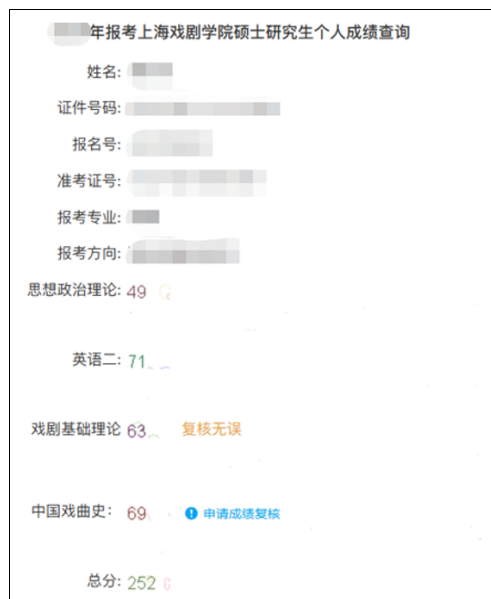 年报考上海戏剧学院硕士研究生个人成绩查询
姓名:
证件号码:
报名号:
准考证号:
报考专业:
报考方向:
思想政治理论: 49
英语二: 71
戏剧基础理论 63 复核无误
中国戏曲史: 69 申请成绩复核
总分: 252